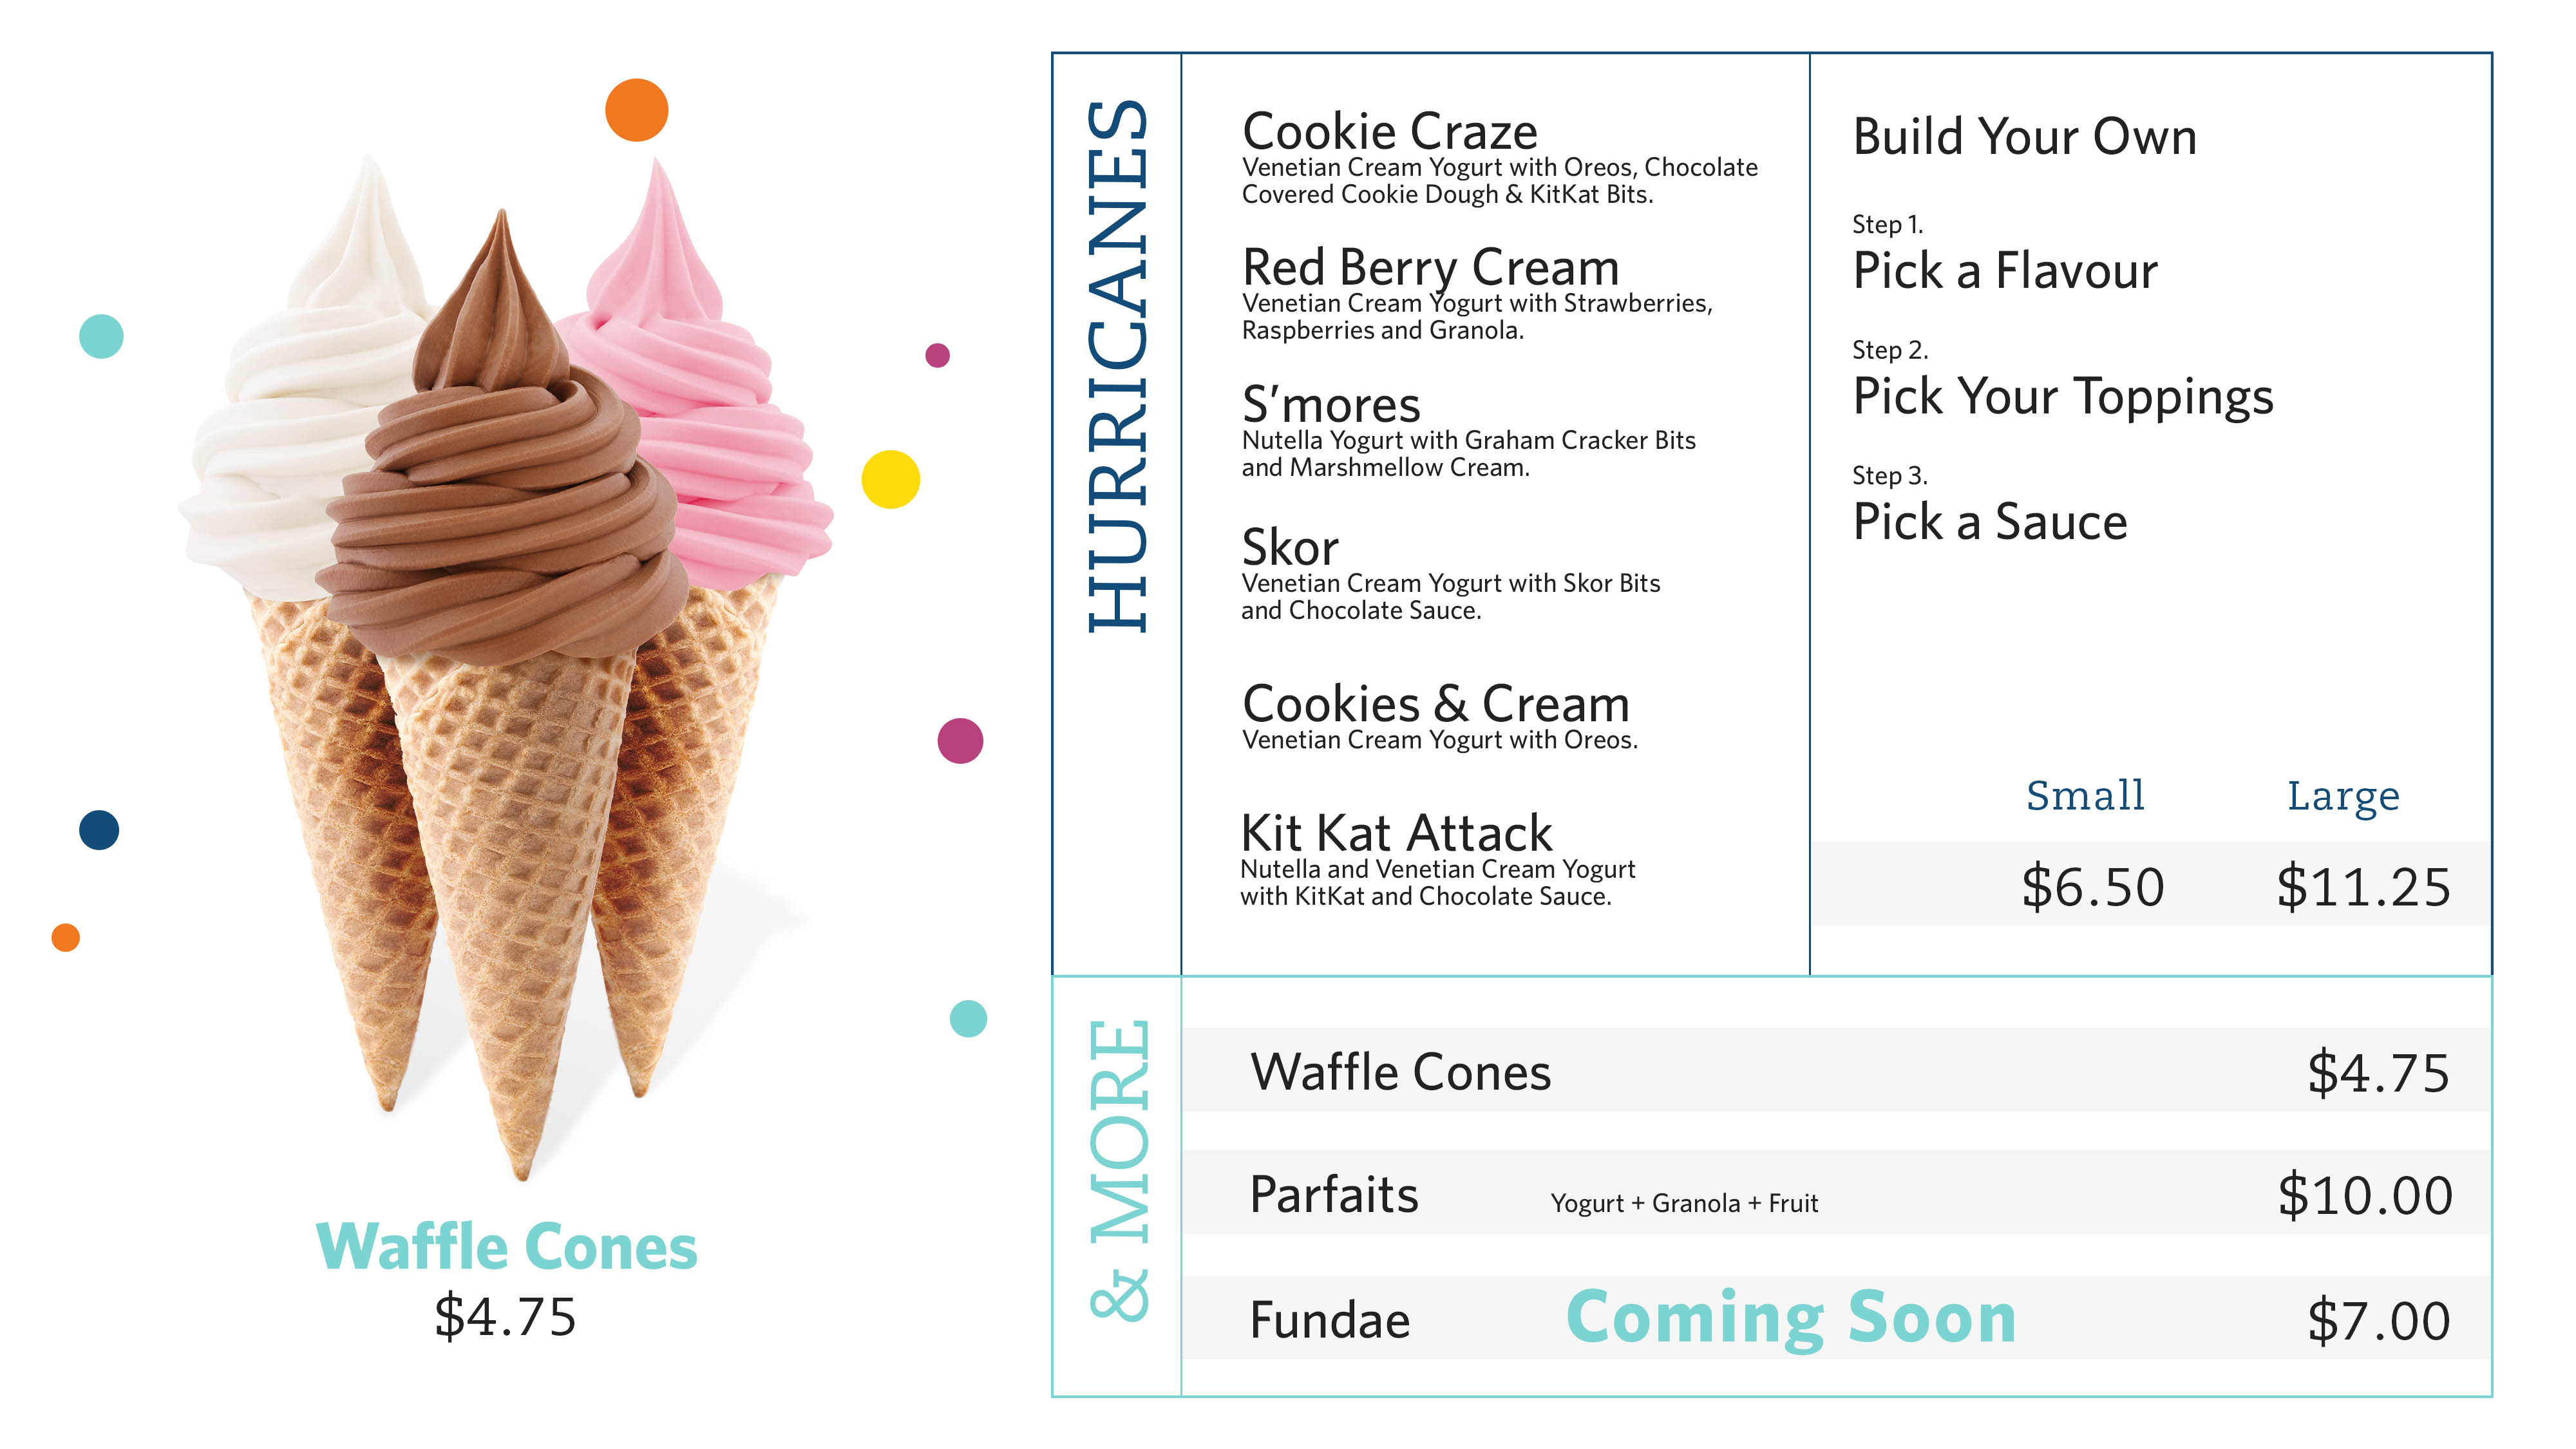 HURRICANES
Cookie Craze
Venetian Cream Yogurt with Oreos, Chocolate
Covered Cookie Dough & KitKat Bits.
Red Berry Cream
Venetian Cream Yogurt with Strawberries,
Raspberries and Granola.
S'mores
Nutella Yogurt with Graham Cracker Bits
and Marshmellow Cream.
Skor
Venetian Cream Yogurt with Skor Bits
and Chocolate Sauce.
Cookies & Cream
Venetian Cream Yogurt with Oreos.
Kit Kat Attack
Nutella and Venetian Cream Yogurt
with KitKat and Chocolate Sauce.
Build Your Own
Step 1.
Pick a Flavour
Step 2.
Pick Your Toppings
Step 3.
Pick a Sauce
Small Large
$6.50 $11.25
& MORE
Waffle Cones $4.75
Parfaits Yogurt + Granola + Fruit $10.00
Fundae Coming Soon $7.00
Waffle Cones
$4.75